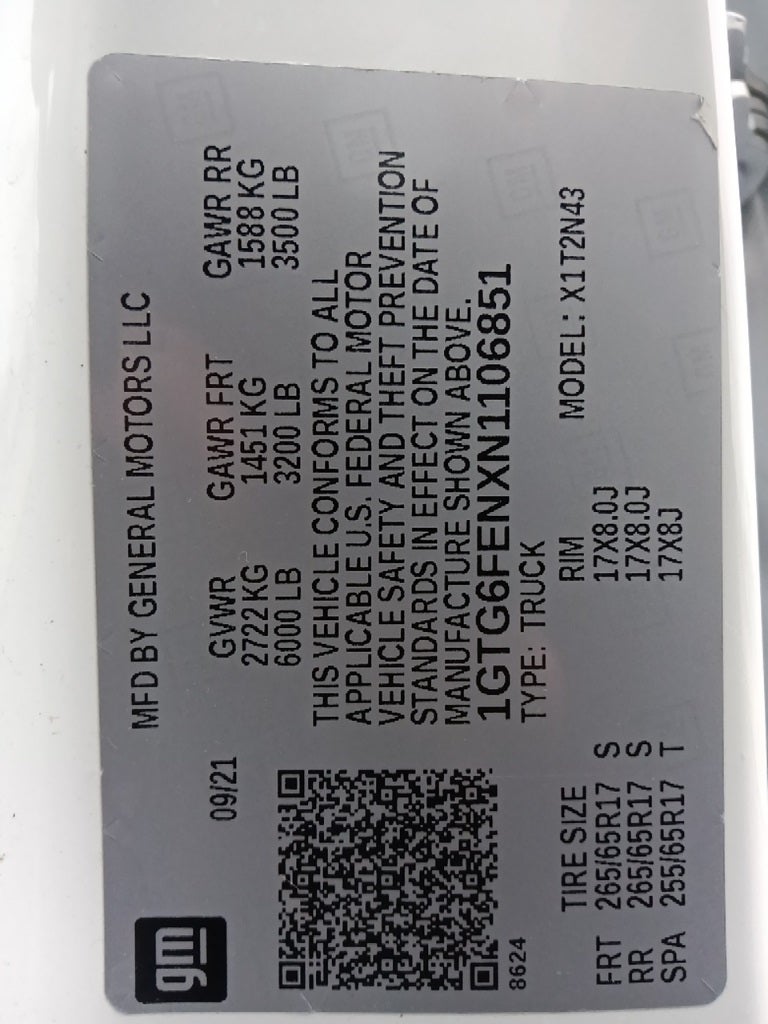 gm
MFD BY GENERAL MOTORS LLC
09/21
GVWR GAWR FRT GAWR RR
2722 KG 1451 KG 1588 KG
6000 LB 3200 LB 3500 LB
THIS VEHICLE CONFORMS TO ALL
APPLICABLE U.S. FEDERAL MOTOR
VEHICLE SAFETY AND THEFT PREVENTION
STANDARDS IN EFFECT ON THE DATE OF
MANUFACTURE SHOWN ABOVE.
1GTG6FENXN1106851
8624
TYPE: TRUCK
TIRE SIZE RIM MODEL: X1T2N43
FRT 265/65R17 S 17X8.0J
RR 265/65R17 S 17X8.0J
SPA 255/65R17 T 17X8J